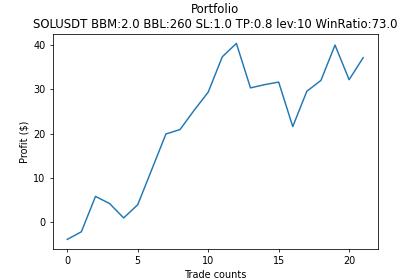 Portfolio
SOLUSDT BBM:2.0 BBL:260 SL:1.0 TP:0.8 lev:10 WinRatio:73.0
40
30
20
10
0
Profit ($)
0 5 10 15 20
Trade counts